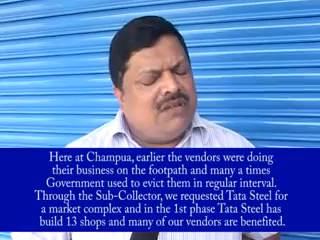 Here at Champua, earlier the vendors were doing
their business on the footpath and many a times
Government used to evict them in regular interval.
Through the Sub-Collector, we requested Tata Steel for
a market complex and in the 1st phase Tata Steel has
build 13 shops and many of our vendors are benefited.